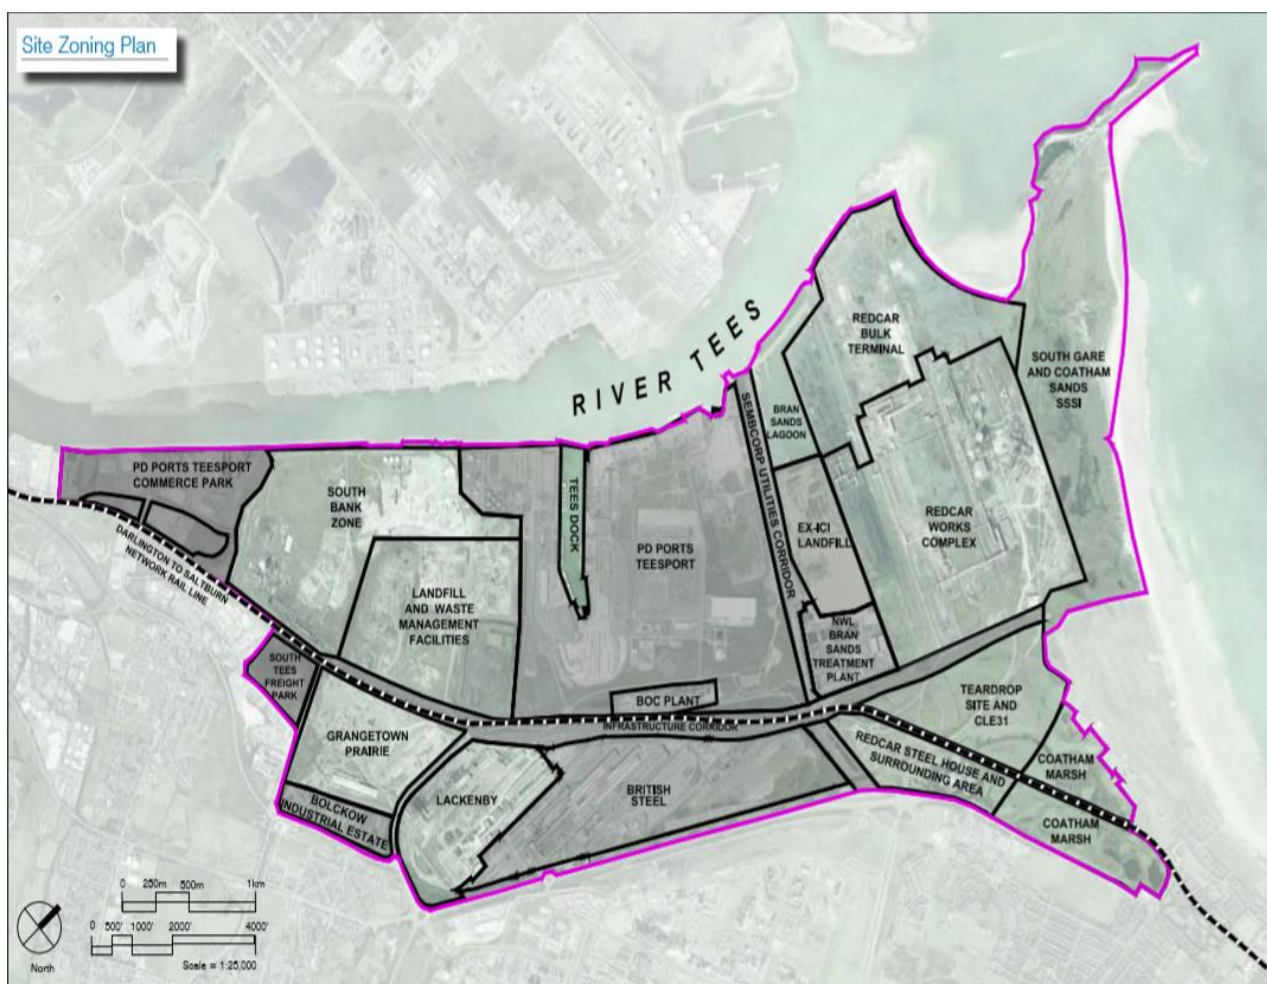 Site Zoning Plan
RIVER TEES
REDCAR
BULK
TERMINAL
SOUTH GARE
AND COATHAM
SANDS
SSSI
BRAN
SANDS
LAGOON
SEMBCORP UTILITIES CORRIDOR
PD PORTS TEESPORT
COMMERCE PARK
SOUTH
BANK
ZONE
TEES DOCK
PD PORTS
TEESPORT
EX-ICI
LANDFILL
REDCAR
WORKS
COMPLEX
DARLINGTON TO SALTBURN
NETWORK RAIL LINE
LANDFILL
AND WASTE
MANAGEMENT
FACILITIES
NWL
BRAN
SANDS
TREATMENT
PLANT
SOUTH
TEES
FREIGHT
PARK
BOC PLANT
TEARDROP
SITE AND
CLE31
INFRASTRUCTURE CORRIDOR
GRANGETOWN
PRAIRIE
REDCAR STEEL HOUSE AND
SURROUNDING AREA
COATHAM
MARSH
BOLCKOW
INDUSTRIAL ESTATE
LACKENBY
BRITISH
STEEL
COATHAM
MARSH
0 250m 500m 1km
0 500' 1000' 2000' 4000'
Scale = 1:25,000
North